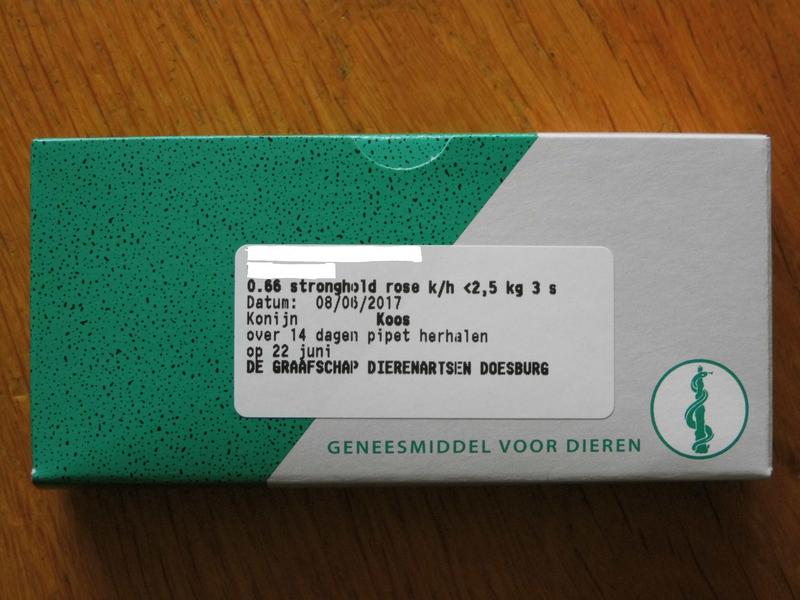 0.66 stronghold rose k/h <2,5 kg 3 s
Datum: 08/06/2017
Konijn Koos
over 14 dagen pipet herhalen
op 22 juni
DE GRAAFSCHAP DIERENARTSEN DOESBURG
GENEESMIDDEL VOOR DIEREN